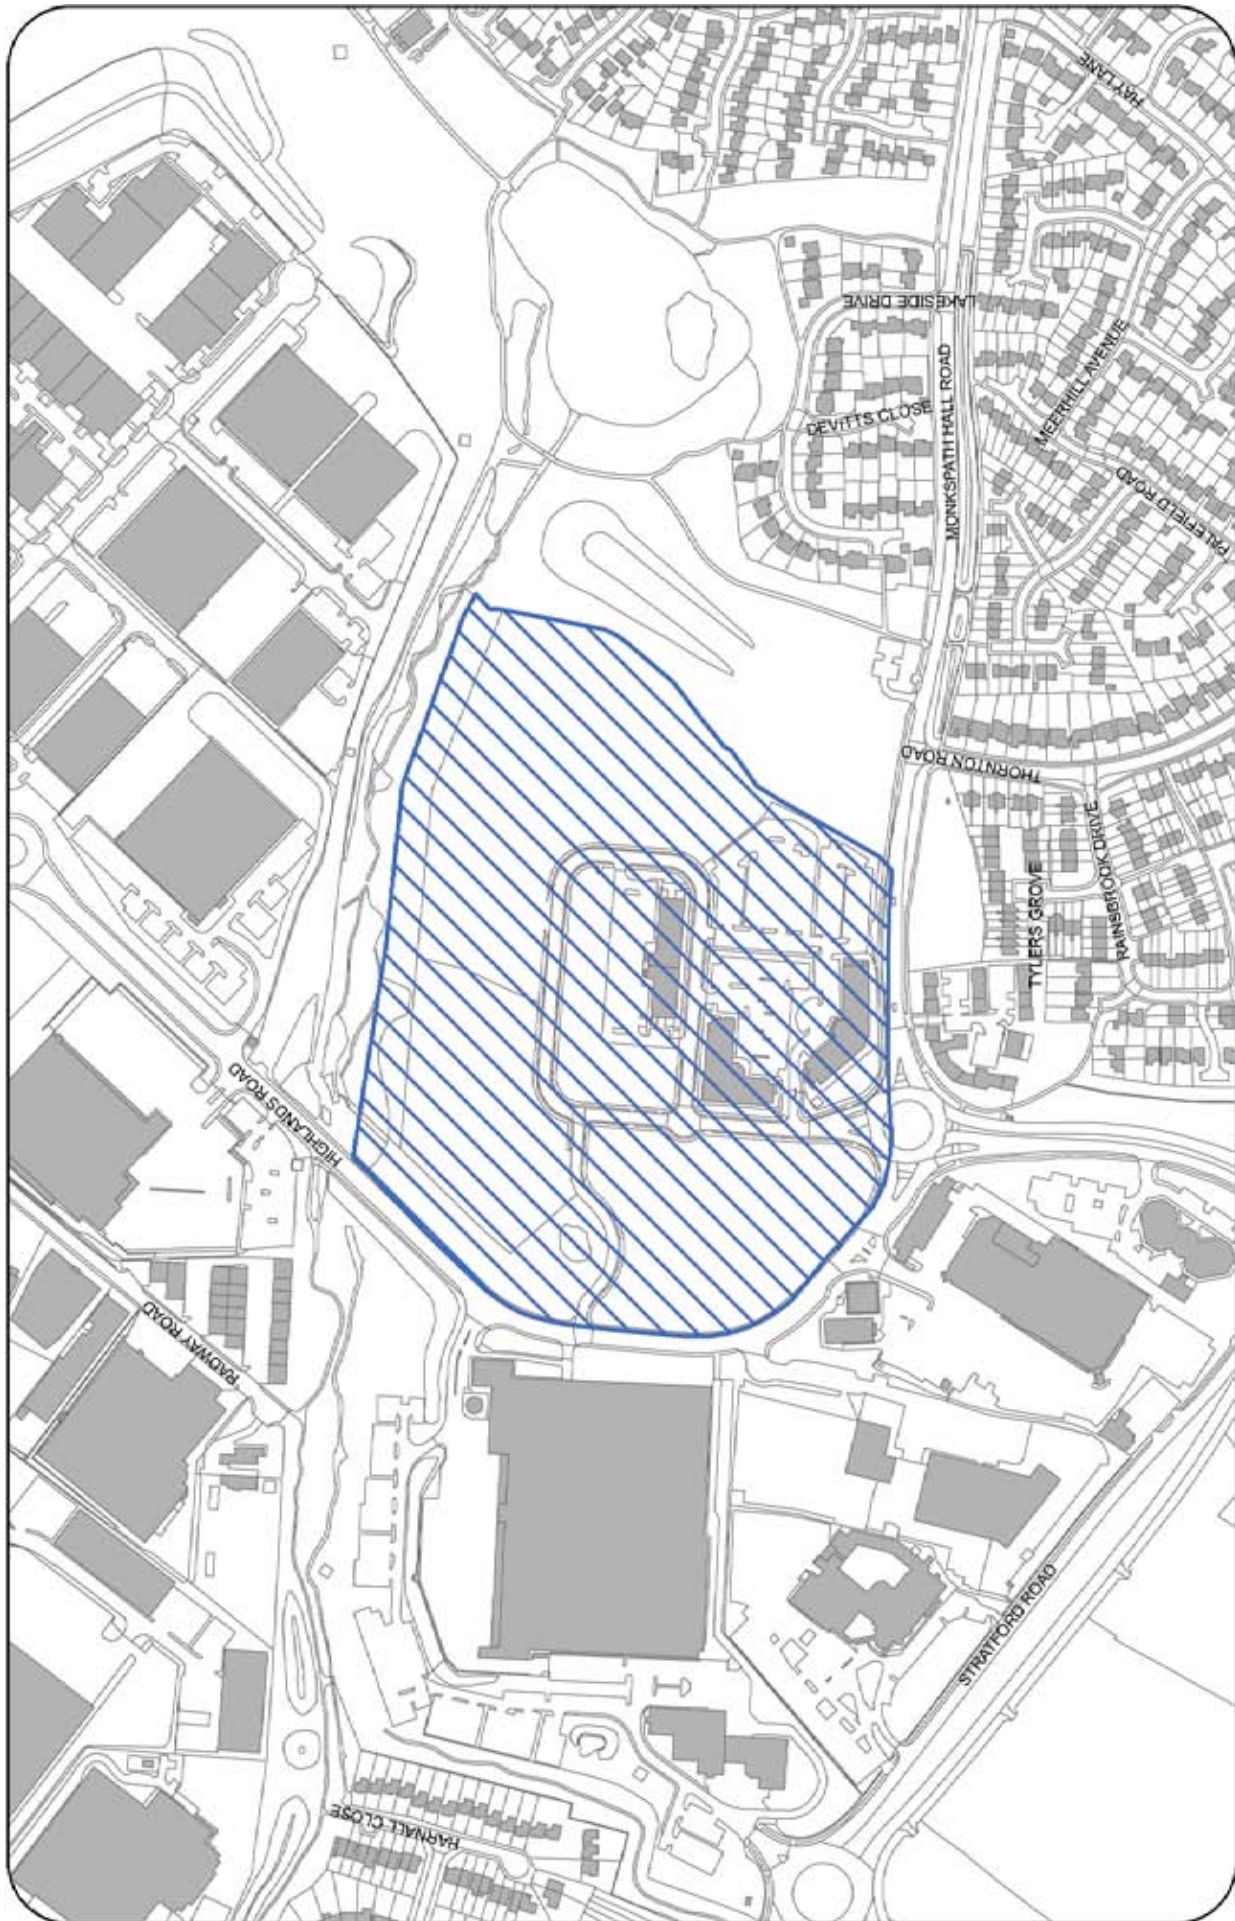 HAY LANE
LAKESIDE DRIVE
MEERHILL AVENUE
DEVITTS CLOSE
MONKSPATH HALL ROAD
PALEFIELD ROAD
THORNTON ROAD
RAINSBROOK DRIVE
TYLERS GROVE
HIGHLANDS ROAD
RADWAY ROAD
STRATFORD ROAD
HARNALL CLOSE